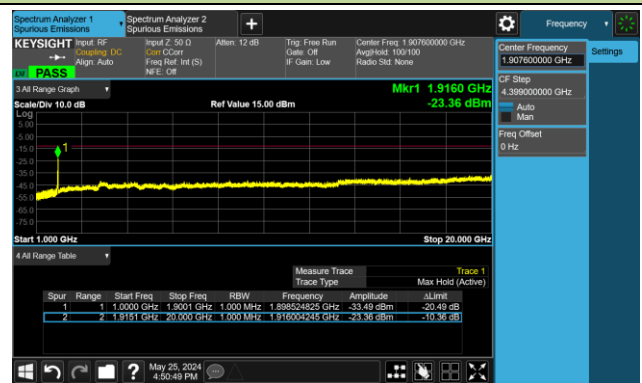 Spectrum Analyzer 1
Spurious Emissions
Spectrum Analyzer 2
Spurious Emissions
+
Frequency
KEYSIGHT
Input: RF
Coupling: DC
Align: Auto
Input Z: 50 Ω
Corr CCorr
Freq Ref: Int (S)
NFE: Off
Atten: 12 dB
Trig: Free Run
Gate: Off
IF Gain: Low
Center Freq: 1.907600000 GHz
Avg|Hold: 100/100
Radio Std: None
PASS
Center Frequency
1.907600000 GHz
Settings
CF Step
4.399000000 GHz
Auto
Man
Freq Offset
0 Hz
3 All Range Graph
Mkr1 1.9160 GHz
-23.36 dBm
Scale/Div 10.0 dB
Ref Value 15.00 dBm
Log
5.00
-5.00
-15.0
-25.0
-35.0
-45.0
-55.0
-65.0
-75.0
1
Start 1.000 GHz
Stop 20.000 GHz
4 All Range Table
Measure Trace Trace 1
Trace Type Max Hold (Active)
Spur Range Start Freq Stop Freq RBW Frequency Amplitude ΔLimit
1 1 1.0000 GHz 1.9001 GHz 1.000 MHz 1.898524825 GHz -33.49 dBm -20.49 dB
2 2 1.9151 GHz 20.000 GHz 1.000 MHz 1.916004245 GHz -23.36 dBm -10.36 dB
?
May 25, 2024
4:50:49 PM